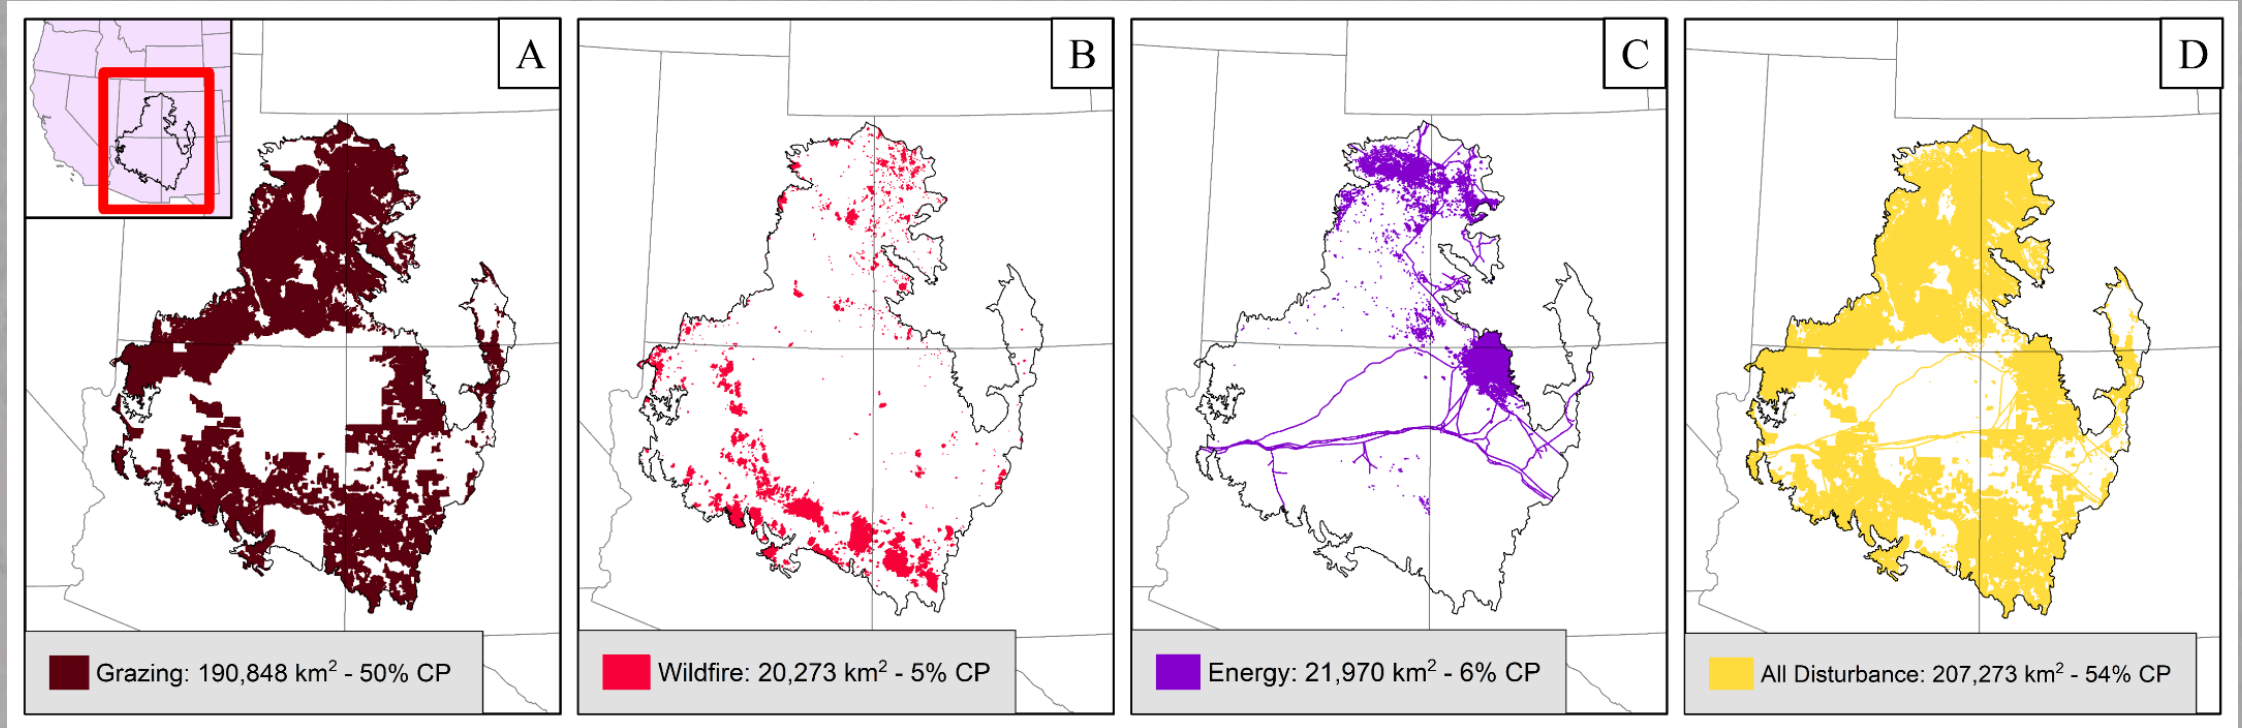 A
B
C
D
Grazing: 190,848 km² - 50% CP
Wildfire: 20,273 km² - 5% CP
Energy: 21,970 km² - 6% CP
All Disturbance: 207,273 km² - 54% CP